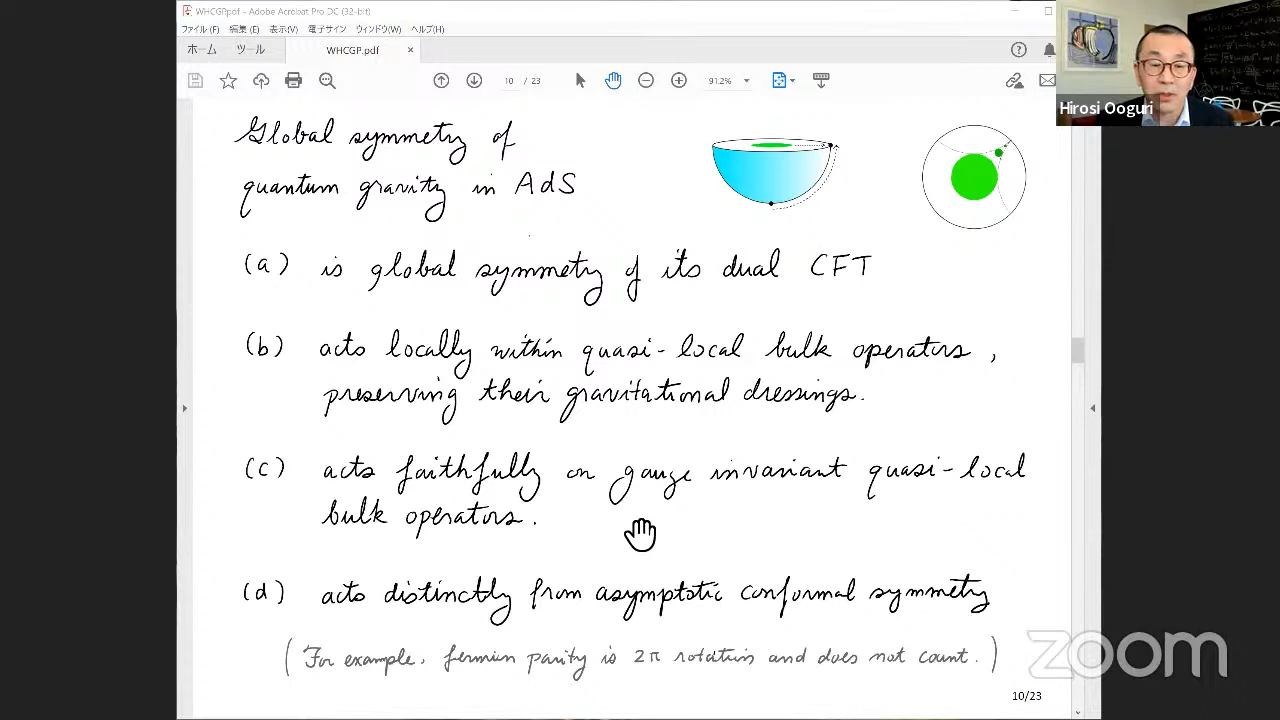 WHCGP.pdf - Adobe Acrobat Pro DC (32-bit)
ファイル(F) 編集(E) 表示(V) 電子サイン ウィンドウ(W) ヘルプ(H)
ホーム ツール WHCGP.pdf ×
10 / 23 91.2%
Hirosi Ooguri
Global symmetry of
quantum gravity in AdS
(a) is global symmetry of its dual CFT
(b) acts locally within quasi-local bulk operators,
preserving their gravitational dressings.
(c) acts faithfully on gauge invariant quasi-local
bulk operators.
(d) acts distinctly from asymptotic conformal symmetry
(For example, fermion parity is 2π rotation and does not count.)
zoom
10/23